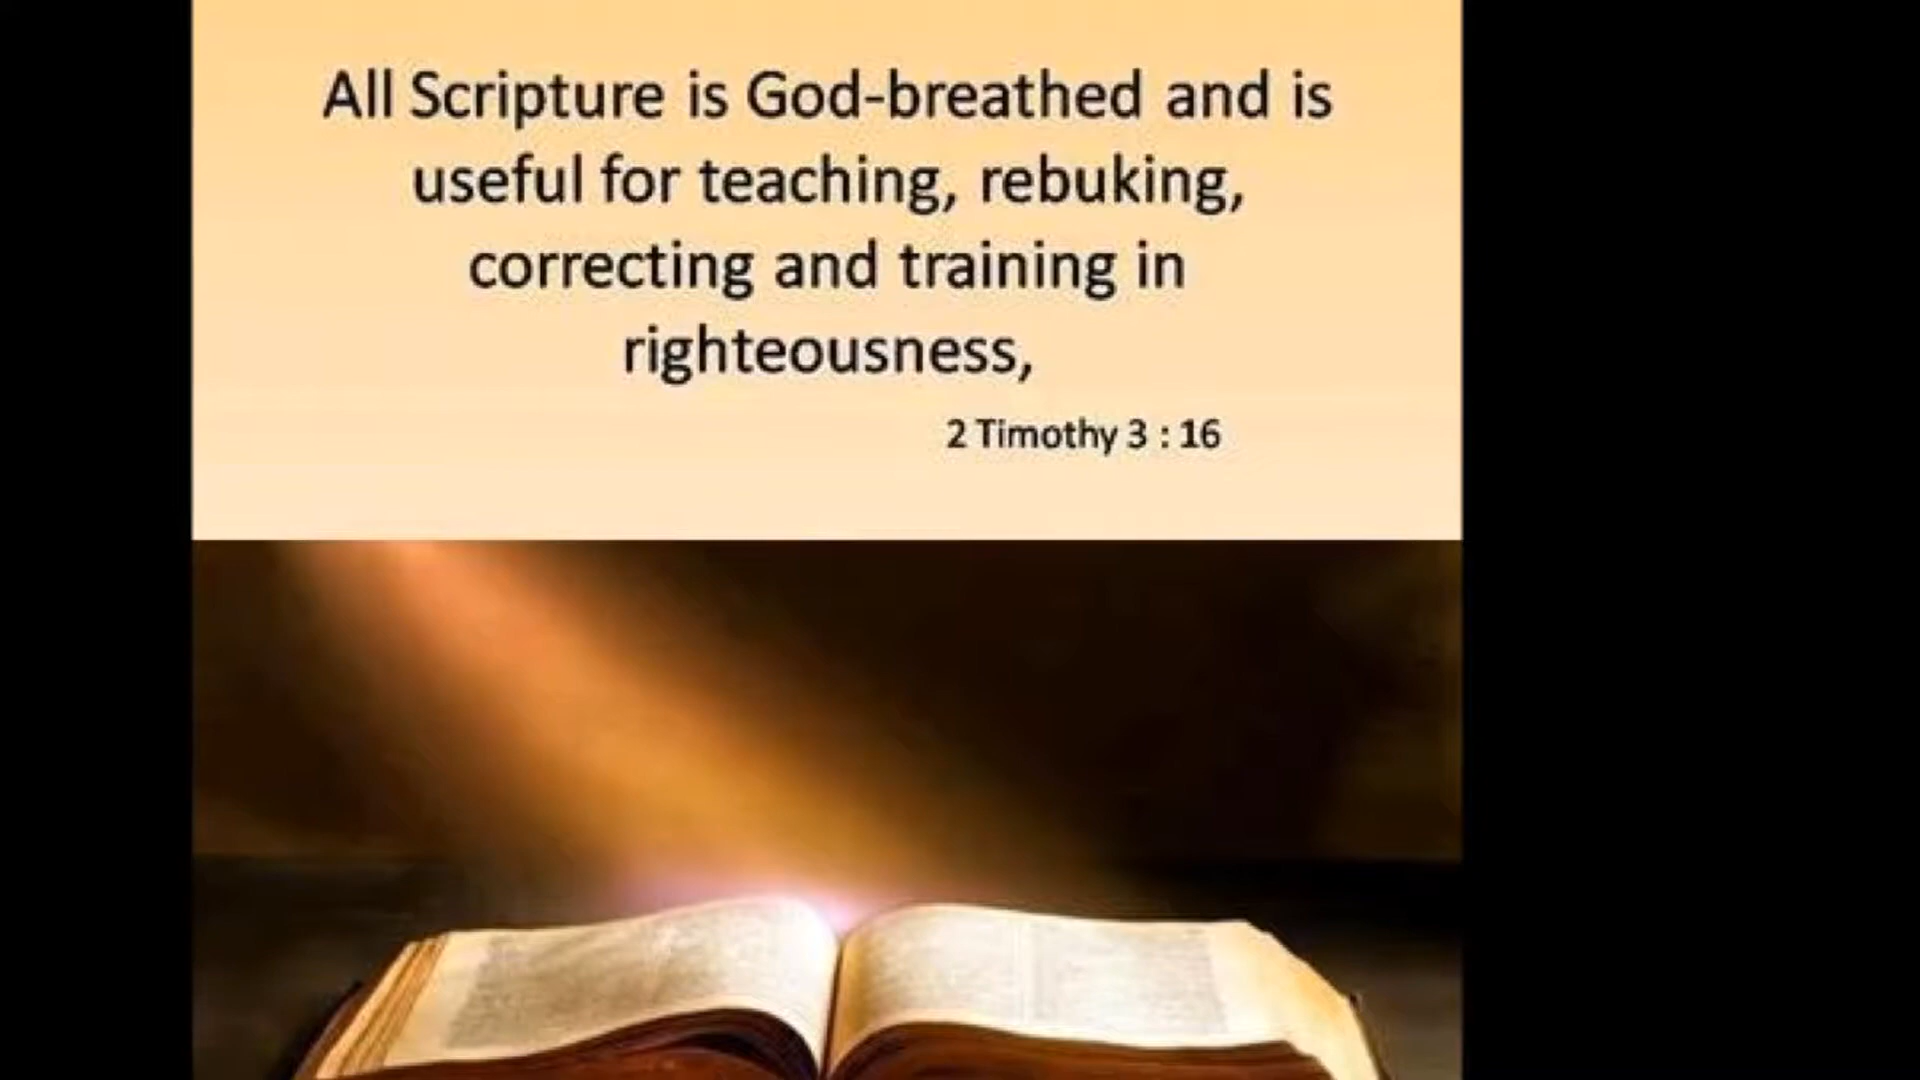 All Scripture is God-breathed and is
useful for teaching, rebuking,
correcting and training in
righteousness,
2 Timothy 3 : 16